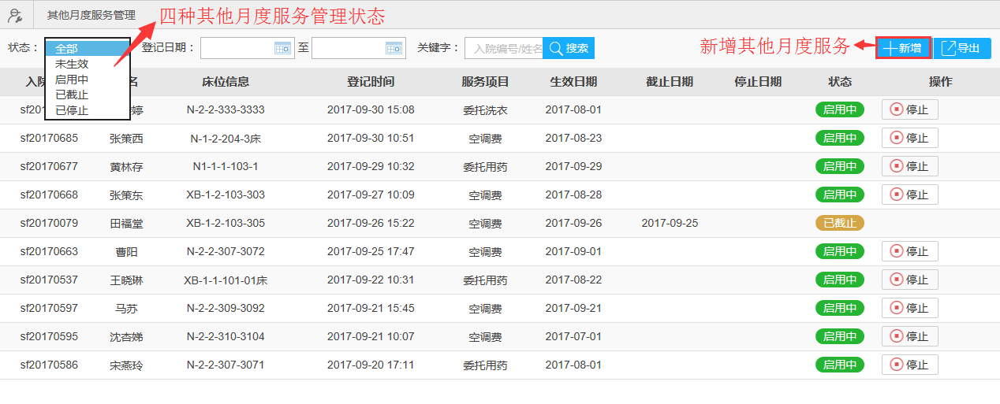 其他月度服务管理 四种其他月度服务管理状态
状态： 全部 登记日期： 至 关键字： 入院编号/姓名 搜索 新增其他月度服务 新增 导出
未生效
启用中
已截止
已停止
床位信息 登记时间 服务项目 生效日期 截止日期 停止日期 状态 操作
婷 N-2-2-333-3333 2017-09-30 15:08 委托洗衣 2017-08-01 启用中 停止
sf20170685 张策西 N-1-2-204-3床 2017-09-30 10:51 空调费 2017-08-23 启用中 停止
sf20170677 黄林存 N1-1-1-103-1 2017-09-29 10:32 委托用药 2017-09-29 启用中 停止
sf20170668 张策东 XB-1-2-103-303 2017-09-27 10:09 空调费 2017-08-28 启用中 停止
sf20170079 田福堂 XB-1-2-103-305 2017-09-26 15:22 空调费 2017-09-26 2017-09-25 已截止
sf20170663 曹阳 N-2-2-307-3072 2017-09-25 17:47 空调费 2017-09-01 启用中 停止
sf20170537 王晓琳 XB-1-1-101-01床 2017-09-22 10:31 委托用药 2017-08-22 启用中 停止
sf20170597 马苏 N-2-2-309-3092 2017-09-21 15:45 空调费 2017-09-21 启用中 停止
sf20170595 沈杏娣 N-2-2-310-3104 2017-09-21 10:07 空调费 2017-07-01 启用中 停止
sf20170586 宋燕玲 N-2-2-307-3071 2017-09-20 17:11 委托用药 2017-08-01 启用中 停止